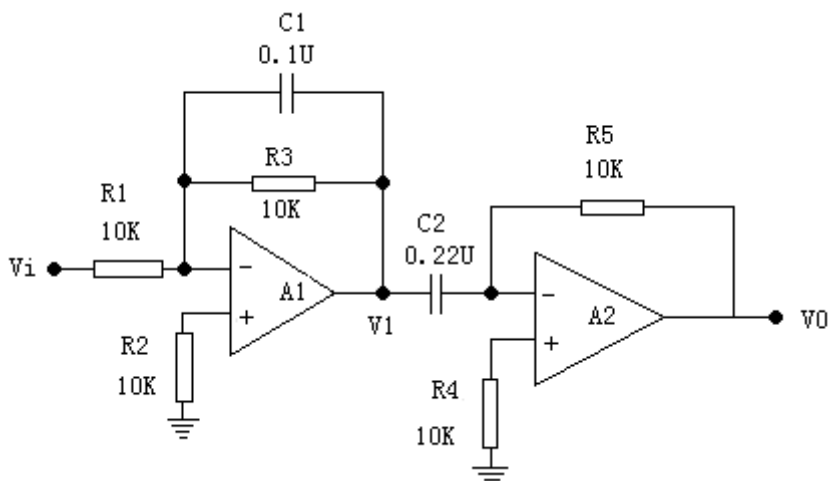 C1
0.1U
R3
10K
R5
10K
R1
10K
C2
0.22U
Vi
−
+
A1
V1
−
+
A2
V0
R2
10K
R4
10K